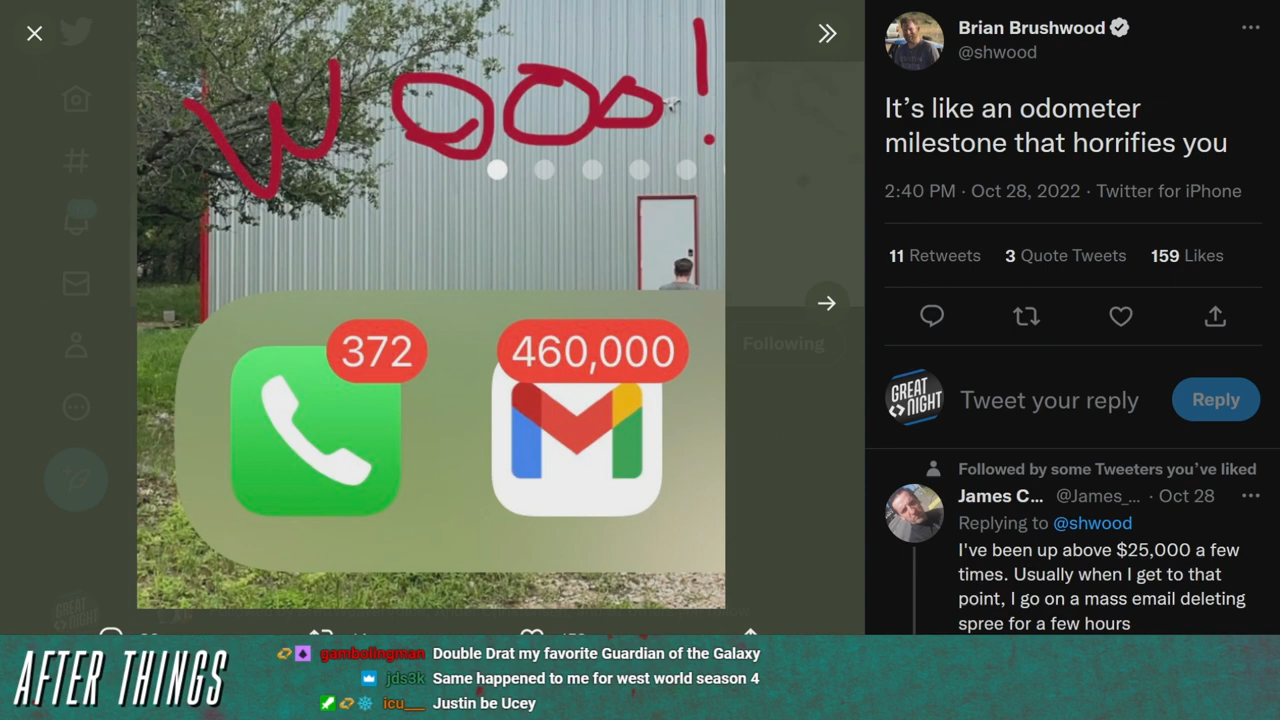 WOOO!
372
460,000
Following
Brian Brushwood
@shwood
It's like an odometer
milestone that horrifies you
2:40 PM · Oct 28, 2022 · Twitter for iPhone
11 Retweets 3 Quote Tweets 159 Likes
GREAT NIGHT
Tweet your reply
Reply
Followed by some Tweeters you've liked
James C... @James_... · Oct 28
Replying to @shwood
I've been up above $25,000 a few
times. Usually when I get to that
point, I go on a mass email deleting
spree for a few hours
AFTER THINGS
gambolingman Double Drat my favorite Guardian of the Galaxy
jds3k Same happened to me for west world season 4
icu___ Justin be Ucey